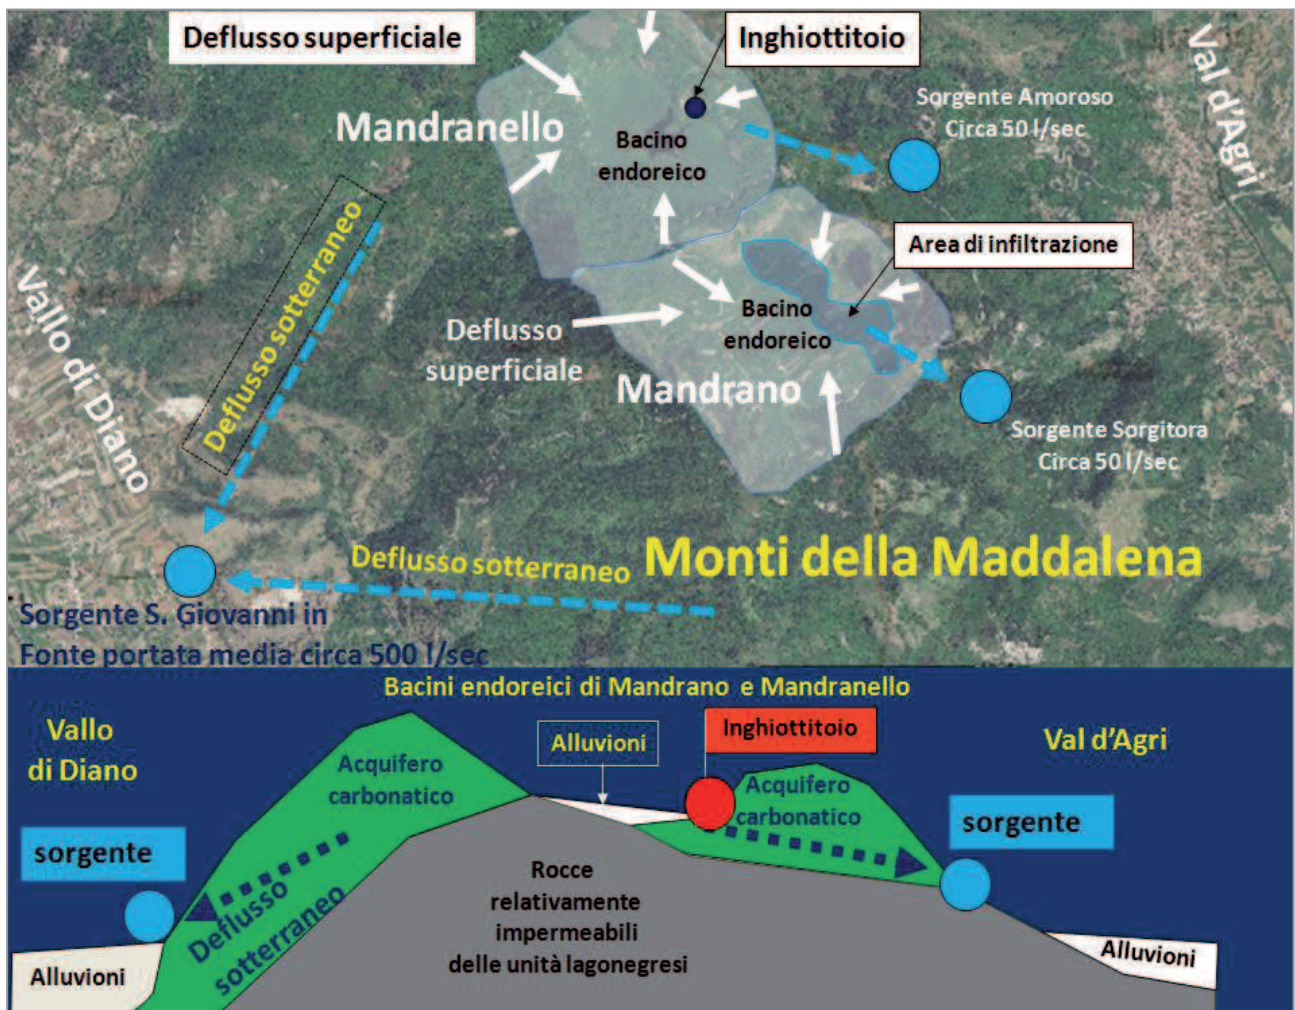 Deflusso superficiale
Inghiottitoio
Val d'Agri
Sorgente Amoroso
Circa 50 l/sec
Mandranello
Bacino
endoreico
Deflusso sotterraneo
Area di infiltrazione
Vallo di Diano
Bacino
endoreico
Deflusso
superficiale
Mandrano
Sorgente Sorgitora
Circa 50 l/sec
Deflusso sotterraneo
Monti della Maddalena
Sorgente S. Giovanni in
Fonte portata media circa 500 l/sec
Bacini endoreici di Mandrano e Mandranello
Vallo
di Diano
Alluvioni
Inghiottitoio
Val d'Agri
Acquifero
carbonatico
Acquifero
carbonatico
sorgente
sorgente
Rocce
relativamente
impermeabili
delle unità lagonegresi
Deflusso
sotterraneo
Alluvioni
Alluvioni